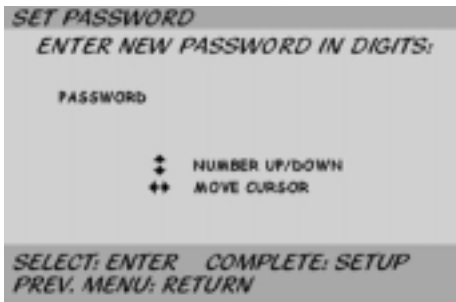 SET PASSWORD
ENTER NEW PASSWORD IN DIGITS:
PASSWORD
NUMBER UP/DOWN
MOVE CURSOR
SELECT: ENTER COMPLETE: SETUP
PREV. MENU: RETURN